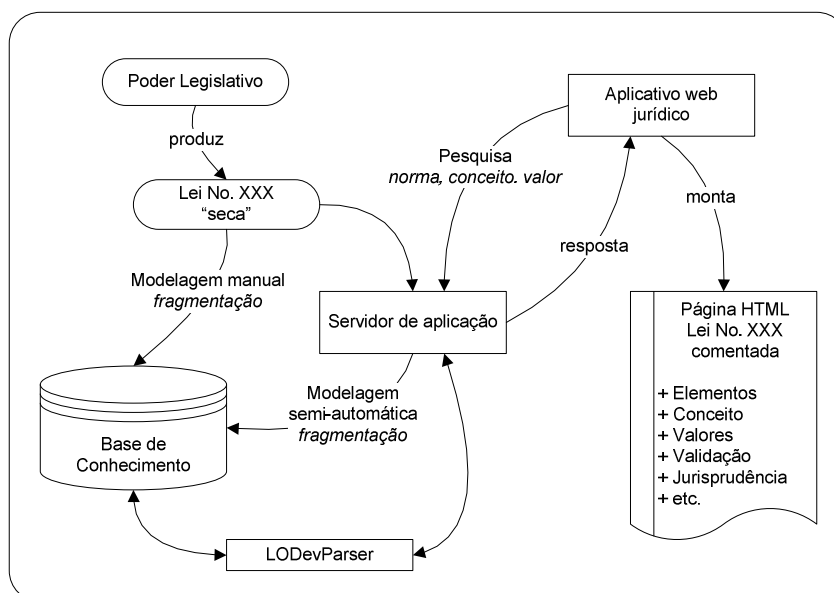 Poder Legislativo
produz
Lei No. XXX
“seca”
Modelagem manual
fragmentação
Base de
Conhecimento
Modelagem
semi-automática
fragmentação
LODevParser
Servidor de aplicação
Pesquisa
norma, conceito. valor
resposta
Aplicativo web
jurídico
monta
Página HTML
Lei No. XXX
comentada
+ Elementos
+ Conceito
+ Valores
+ Validação
+ Jurisprudência
+ etc.